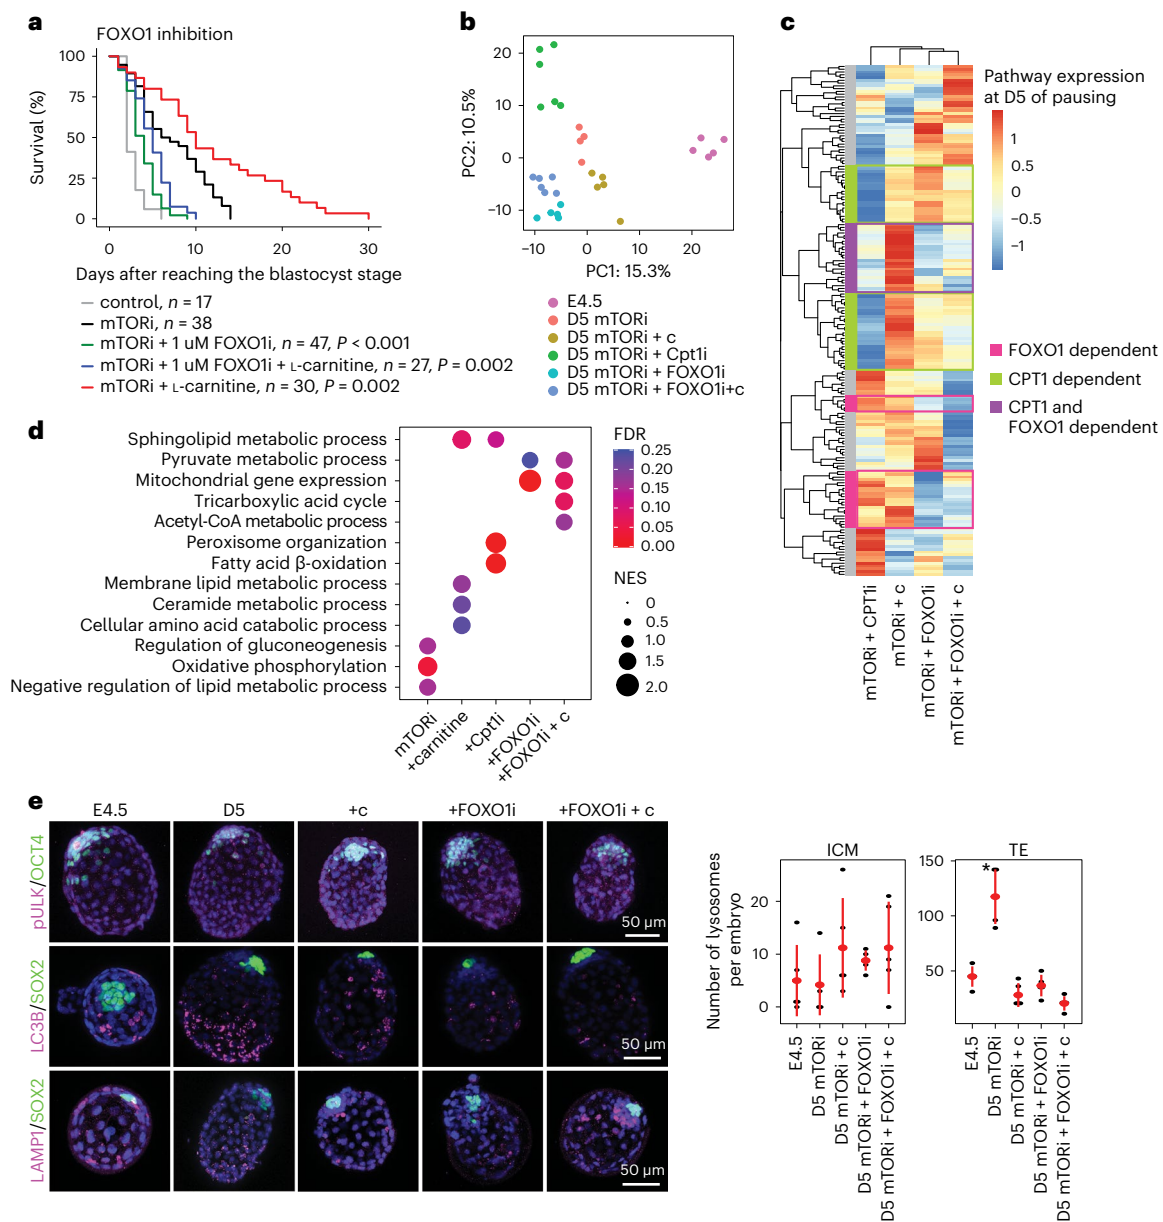 a
FOXO1 inhibition
Survival (%)
100
75
50
25
0
0
10
20
30
Days after reaching the blastocyst stage
control, n = 17
mTORi, n = 38
mTORi + 1 uM FOXO1i, n = 47, P < 0.001
mTORi + 1 uM FOXO1i + L-carnitine, n = 27, P = 0.002
mTORi + L-carnitine, n = 30, P = 0.002
b
PC2: 10.5%
20
10
0
−10
−10
0
10
20
PC1: 15.3%
E4.5
D5 mTORi
D5 mTORi + c
D5 mTORi + Cpt1i
D5 mTORi + FOXO1i
D5 mTORi + FOXO1i+c
c
Pathway expression
at D5 of pausing
1
0.5
0
−0.5
−1
FOXO1 dependent
CPT1 dependent
CPT1 and
FOXO1 dependent
mTORi + CPT1i
mTORi + c
mTORi + FOXO1i
mTORi + FOXO1i + c
d
Sphingolipid metabolic process
Pyruvate metabolic process
Mitochondrial gene expression
Tricarboxylic acid cycle
Acetyl-CoA metabolic process
Peroxisome organization
Fatty acid β-oxidation
Membrane lipid metabolic process
Ceramide metabolic process
Cellular amino acid catabolic process
Regulation of gluconeogenesis
Oxidative phosphorylation
Negative regulation of lipid metabolic process
mTORi
+carnitine
+Cpt1i
+FOXO1i
+FOXO1i + c
FDR
0.25
0.20
0.15
0.10
0.05
0.00
NES
0
0.5
1.0
1.5
2.0
e
E4.5
D5
+c
+FOXO1i
+FOXO1i + c
pULK/OCT4
50 μm
LC3B/SOX2
50 μm
LAMP1/SOX2
50 μm
Number of lysosomes
per embryo
ICM
20
10
0
E4.5
D5 mTORi
D5 mTORi + c
D5 mTORi + FOXO1i
D5 mTORi + FOXO1i + c
TE
150
100
50
*
E4.5
D5 mTORi
D5 mTORi + c
D5 mTORi + FOXO1i
D5 mTORi + FOXO1i + c